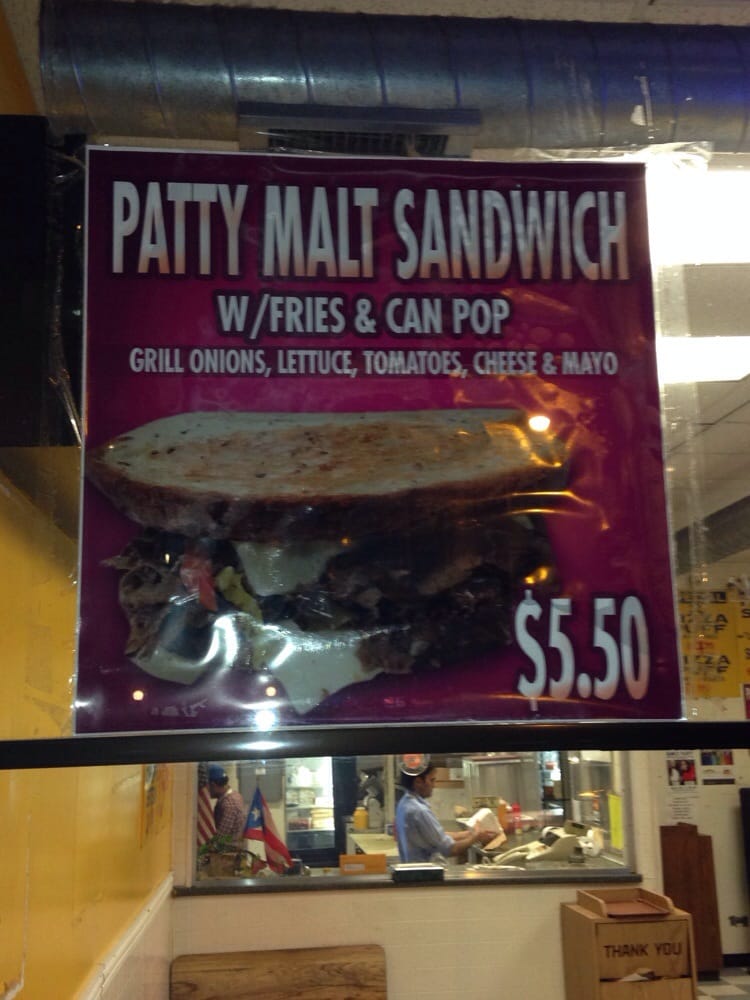 PATTY MALT SANDWICH
W/FRIES & CAN POP
GRILL ONIONS, LETTUCE, TOMATOES, CHEESE & MAYO
$5.50
THANK YOU